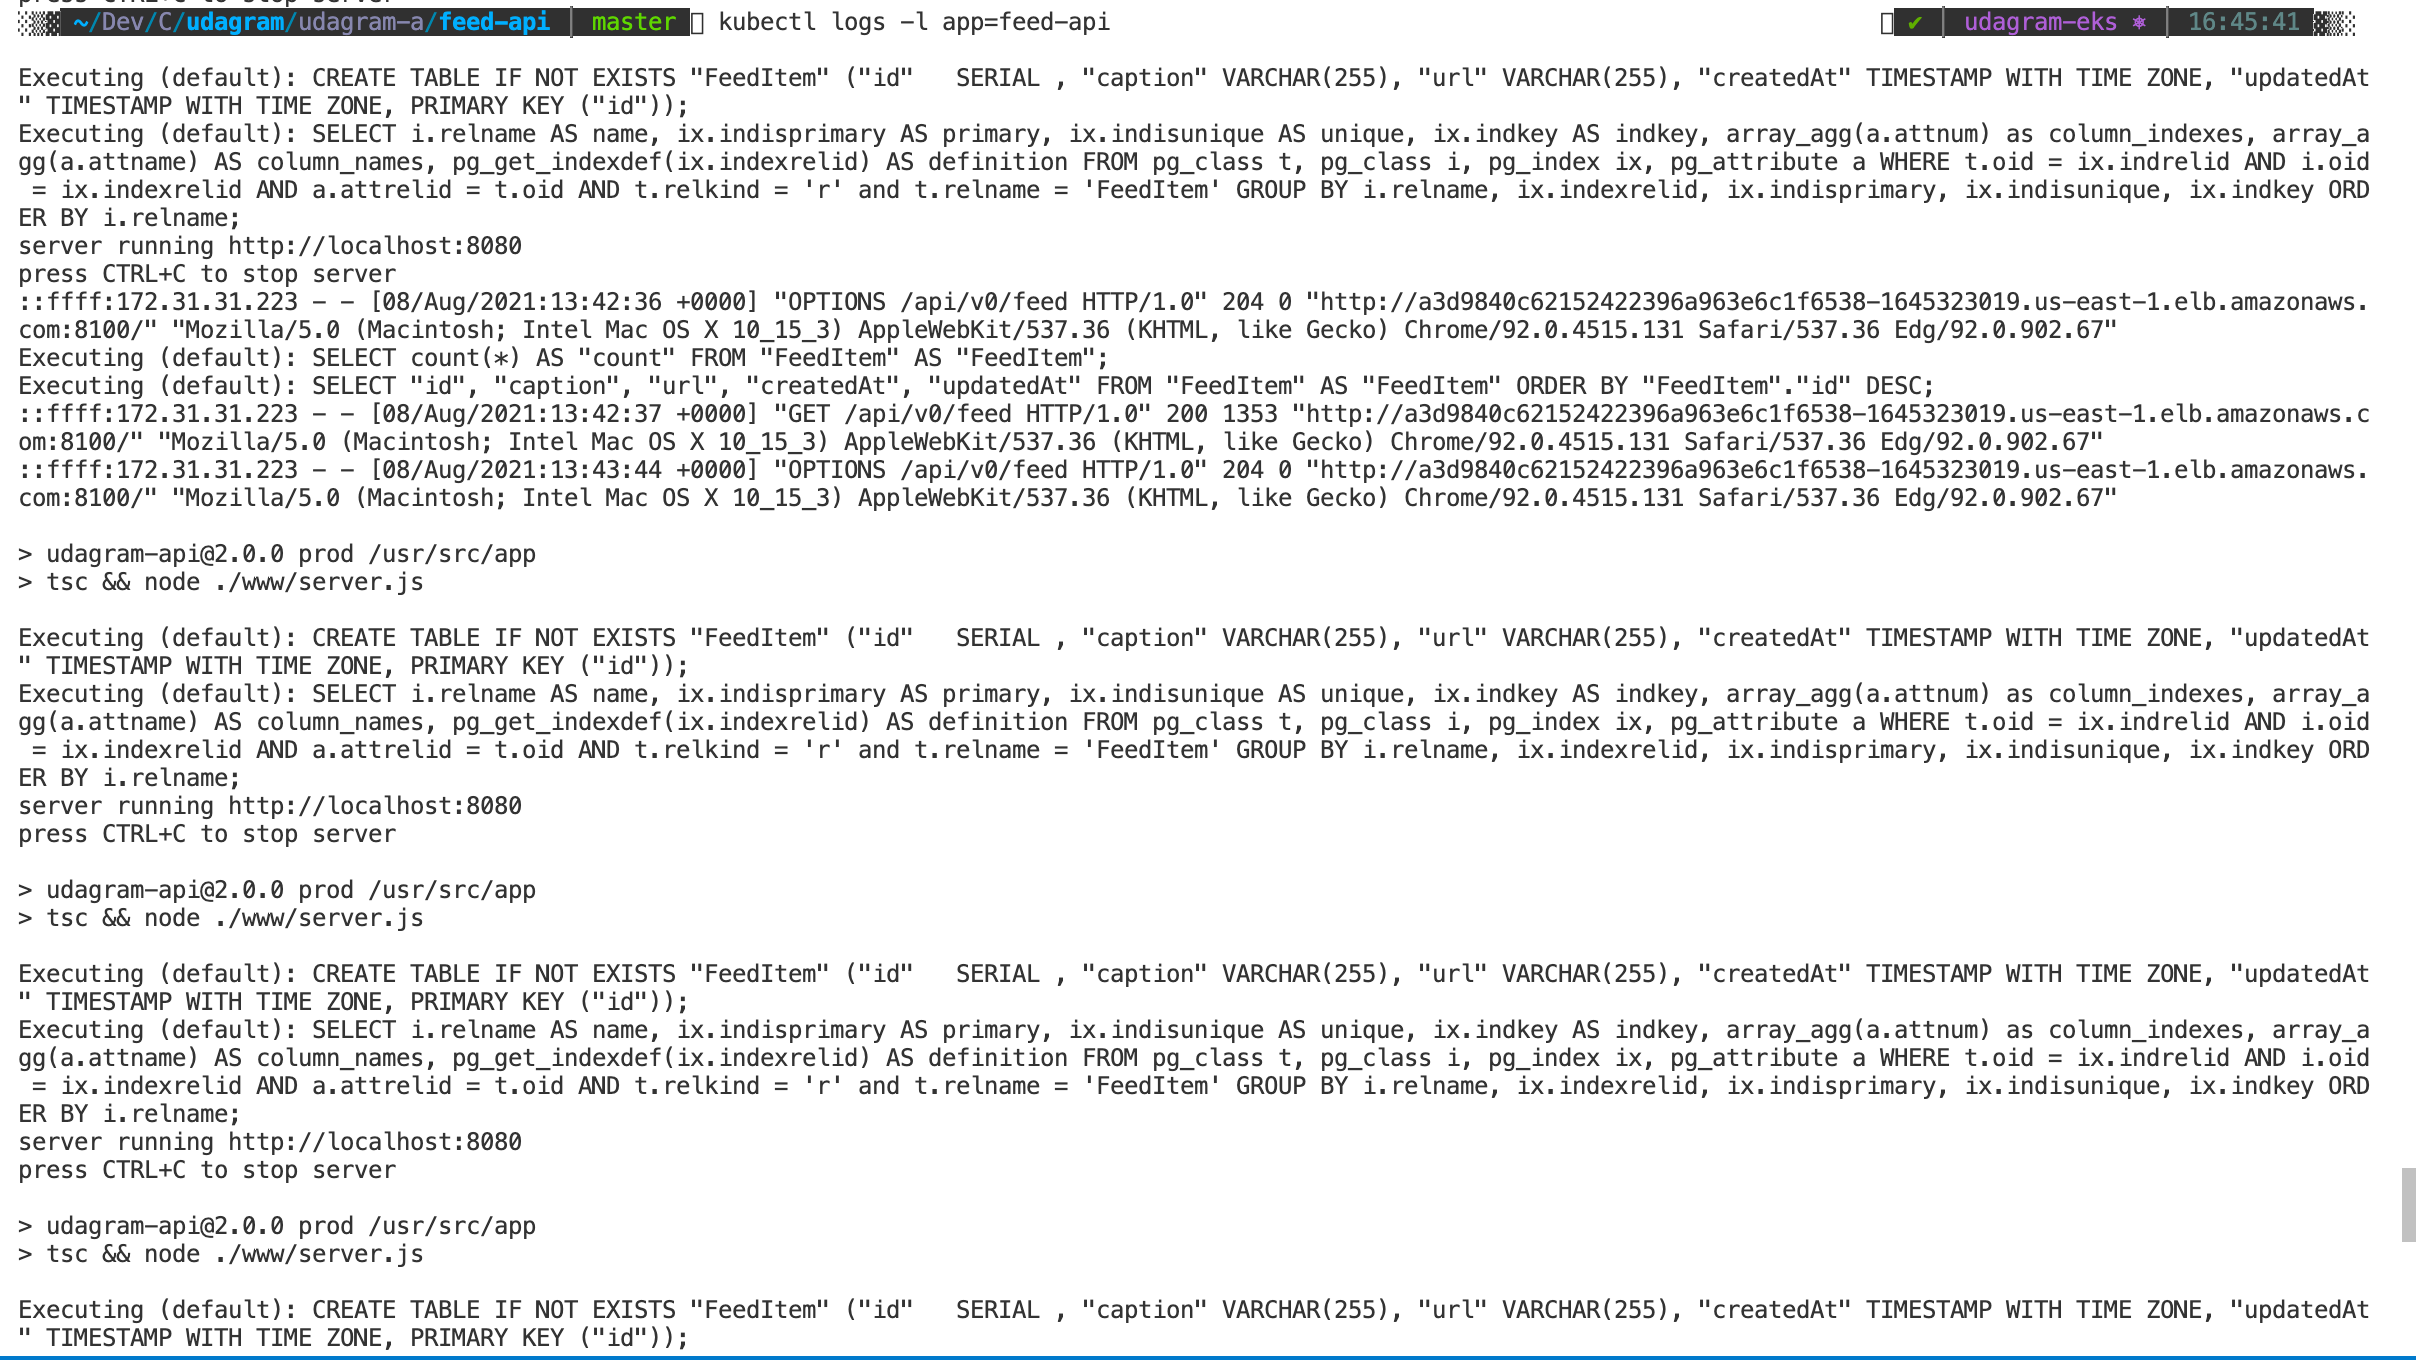 ~/Dev/C/udagram/udagram-a/feed-api | master kubectl logs -l app=feed-api ✔ | udagram-eks ⎈ | 16:45:41
Executing (default): CREATE TABLE IF NOT EXISTS "FeedItem" ("id"   SERIAL , "caption" VARCHAR(255), "url" VARCHAR(255), "createdAt" TIMESTAMP WITH TIME ZONE, "updatedAt
" TIMESTAMP WITH TIME ZONE, PRIMARY KEY ("id"));
Executing (default): SELECT i.relname AS name, ix.indisprimary AS primary, ix.indisunique AS unique, ix.indkey AS indkey, array_agg(a.attnum) as column_indexes, array_a
gg(a.attname) AS column_names, pg_get_indexdef(ix.indexrelid) AS definition FROM pg_class t, pg_class i, pg_index ix, pg_attribute a WHERE t.oid = ix.indrelid AND i.oid
 = ix.indexrelid AND a.attrelid = t.oid AND t.relkind = 'r' and t.relname = 'FeedItem' GROUP BY i.relname, ix.indexrelid, ix.indisprimary, ix.indisunique, ix.indkey ORD
ER BY i.relname;
server running http://localhost:8080
press CTRL+C to stop server
::ffff:172.31.31.223 - - [08/Aug/2021:13:42:36 +0000] "OPTIONS /api/v0/feed HTTP/1.0" 204 0 "http://a3d9840c62152422396a963e6c1f6538-1645323019.us-east-1.elb.amazonaws.
com:8100/" "Mozilla/5.0 (Macintosh; Intel Mac OS X 10_15_3) AppleWebKit/537.36 (KHTML, like Gecko) Chrome/92.0.4515.131 Safari/537.36 Edg/92.0.902.67"
Executing (default): SELECT count(*) AS "count" FROM "FeedItem" AS "FeedItem";
Executing (default): SELECT "id", "caption", "url", "createdAt", "updatedAt" FROM "FeedItem" AS "FeedItem" ORDER BY "FeedItem"."id" DESC;
::ffff:172.31.31.223 - - [08/Aug/2021:13:42:37 +0000] "GET /api/v0/feed HTTP/1.0" 200 1353 "http://a3d9840c62152422396a963e6c1f6538-1645323019.us-east-1.elb.amazonaws.c
om:8100/" "Mozilla/5.0 (Macintosh; Intel Mac OS X 10_15_3) AppleWebKit/537.36 (KHTML, like Gecko) Chrome/92.0.4515.131 Safari/537.36 Edg/92.0.902.67"
::ffff:172.31.31.223 - - [08/Aug/2021:13:43:44 +0000] "OPTIONS /api/v0/feed HTTP/1.0" 204 0 "http://a3d9840c62152422396a963e6c1f6538-1645323019.us-east-1.elb.amazonaws.
com:8100/" "Mozilla/5.0 (Macintosh; Intel Mac OS X 10_15_3) AppleWebKit/537.36 (KHTML, like Gecko) Chrome/92.0.4515.131 Safari/537.36 Edg/92.0.902.67"
> udagram-api@2.0.0 prod /usr/src/app
> tsc && node ./www/server.js
Executing (default): CREATE TABLE IF NOT EXISTS "FeedItem" ("id"   SERIAL , "caption" VARCHAR(255), "url" VARCHAR(255), "createdAt" TIMESTAMP WITH TIME ZONE, "updatedAt
" TIMESTAMP WITH TIME ZONE, PRIMARY KEY ("id"));
Executing (default): SELECT i.relname AS name, ix.indisprimary AS primary, ix.indisunique AS unique, ix.indkey AS indkey, array_agg(a.attnum) as column_indexes, array_a
gg(a.attname) AS column_names, pg_get_indexdef(ix.indexrelid) AS definition FROM pg_class t, pg_class i, pg_index ix, pg_attribute a WHERE t.oid = ix.indrelid AND i.oid
 = ix.indexrelid AND a.attrelid = t.oid AND t.relkind = 'r' and t.relname = 'FeedItem' GROUP BY i.relname, ix.indexrelid, ix.indisprimary, ix.indisunique, ix.indkey ORD
ER BY i.relname;
server running http://localhost:8080
press CTRL+C to stop server
> udagram-api@2.0.0 prod /usr/src/app
> tsc && node ./www/server.js
Executing (default): CREATE TABLE IF NOT EXISTS "FeedItem" ("id"   SERIAL , "caption" VARCHAR(255), "url" VARCHAR(255), "createdAt" TIMESTAMP WITH TIME ZONE, "updatedAt
" TIMESTAMP WITH TIME ZONE, PRIMARY KEY ("id"));
Executing (default): SELECT i.relname AS name, ix.indisprimary AS primary, ix.indisunique AS unique, ix.indkey AS indkey, array_agg(a.attnum) as column_indexes, array_a
gg(a.attname) AS column_names, pg_get_indexdef(ix.indexrelid) AS definition FROM pg_class t, pg_class i, pg_index ix, pg_attribute a WHERE t.oid = ix.indrelid AND i.oid
 = ix.indexrelid AND a.attrelid = t.oid AND t.relkind = 'r' and t.relname = 'FeedItem' GROUP BY i.relname, ix.indexrelid, ix.indisprimary, ix.indisunique, ix.indkey ORD
ER BY i.relname;
server running http://localhost:8080
press CTRL+C to stop server
> udagram-api@2.0.0 prod /usr/src/app
> tsc && node ./www/server.js
Executing (default): CREATE TABLE IF NOT EXISTS "FeedItem" ("id"   SERIAL , "caption" VARCHAR(255), "url" VARCHAR(255), "createdAt" TIMESTAMP WITH TIME ZONE, "updatedAt
" TIMESTAMP WITH TIME ZONE, PRIMARY KEY ("id"));